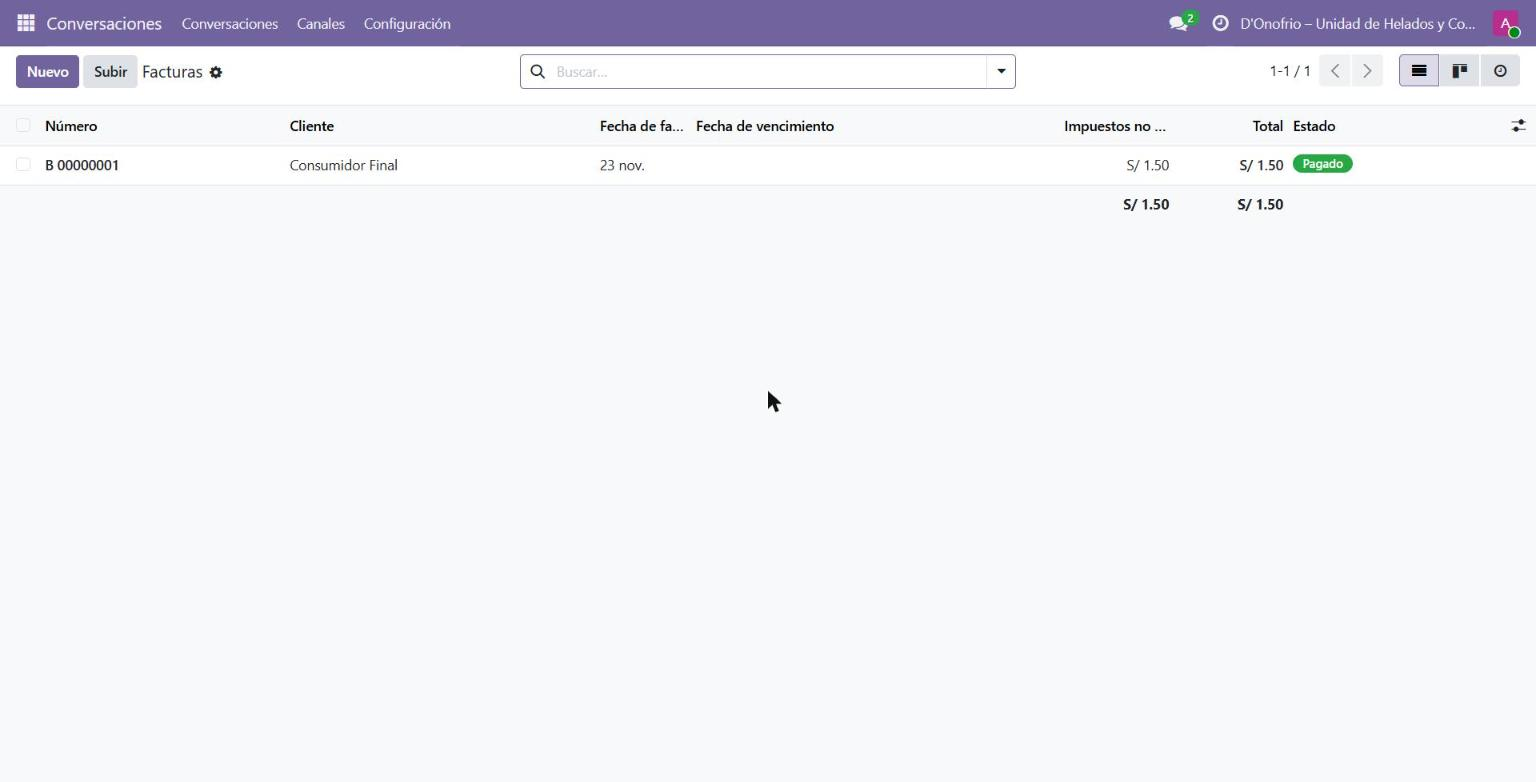 Conversaciones Conversaciones Canales Configuración 2 D'Onofrio – Unidad de Helados y Co... A
Nuevo Subir Facturas Buscar... 1-1 / 1
Número Cliente Fecha de fa... Fecha de vencimiento Impuestos no ... Total Estado
B 00000001 Consumidor Final 23 nov. S/ 1.50 S/ 1.50 Pagado
S/ 1.50 S/ 1.50